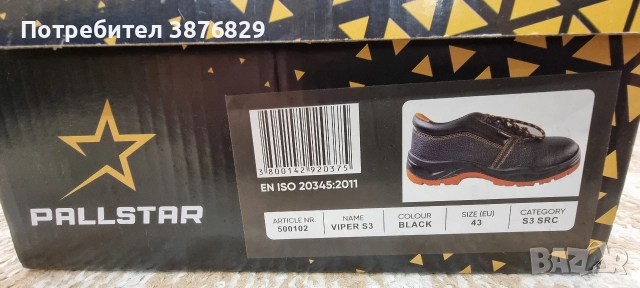 Потребител 3876829
PALLSTAR
3800142920375
EN ISO 20345:2011
ARTICLE NR. NAME COLOUR SIZE (EU) CATEGORY
500102 VIPER S3 BLACK 43 S3 SRC
BAZAR